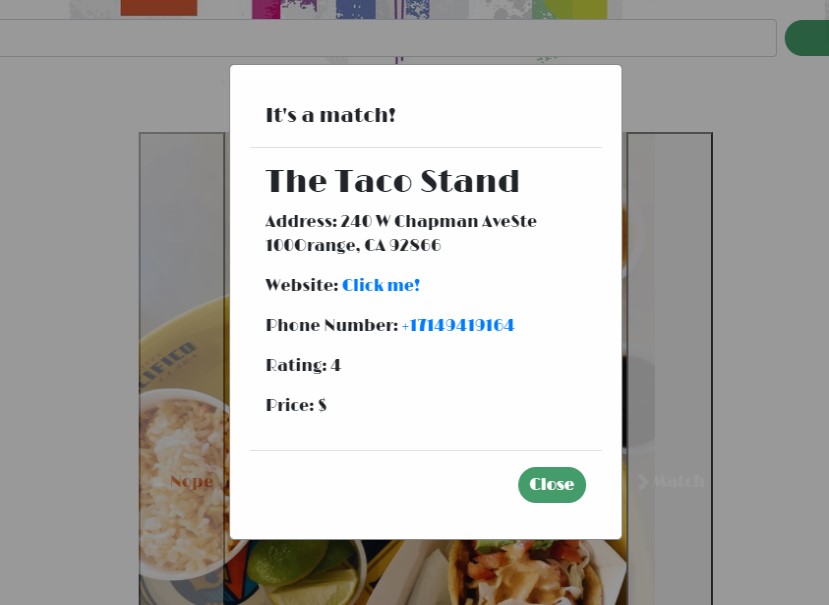 It's a match!
The Taco Stand
Address: 240 W Chapman AveSte
100Orange, CA 92866
Website: Click me!
Phone Number: +17149419164
Rating: 4
Price: $
Close
Nope
Match